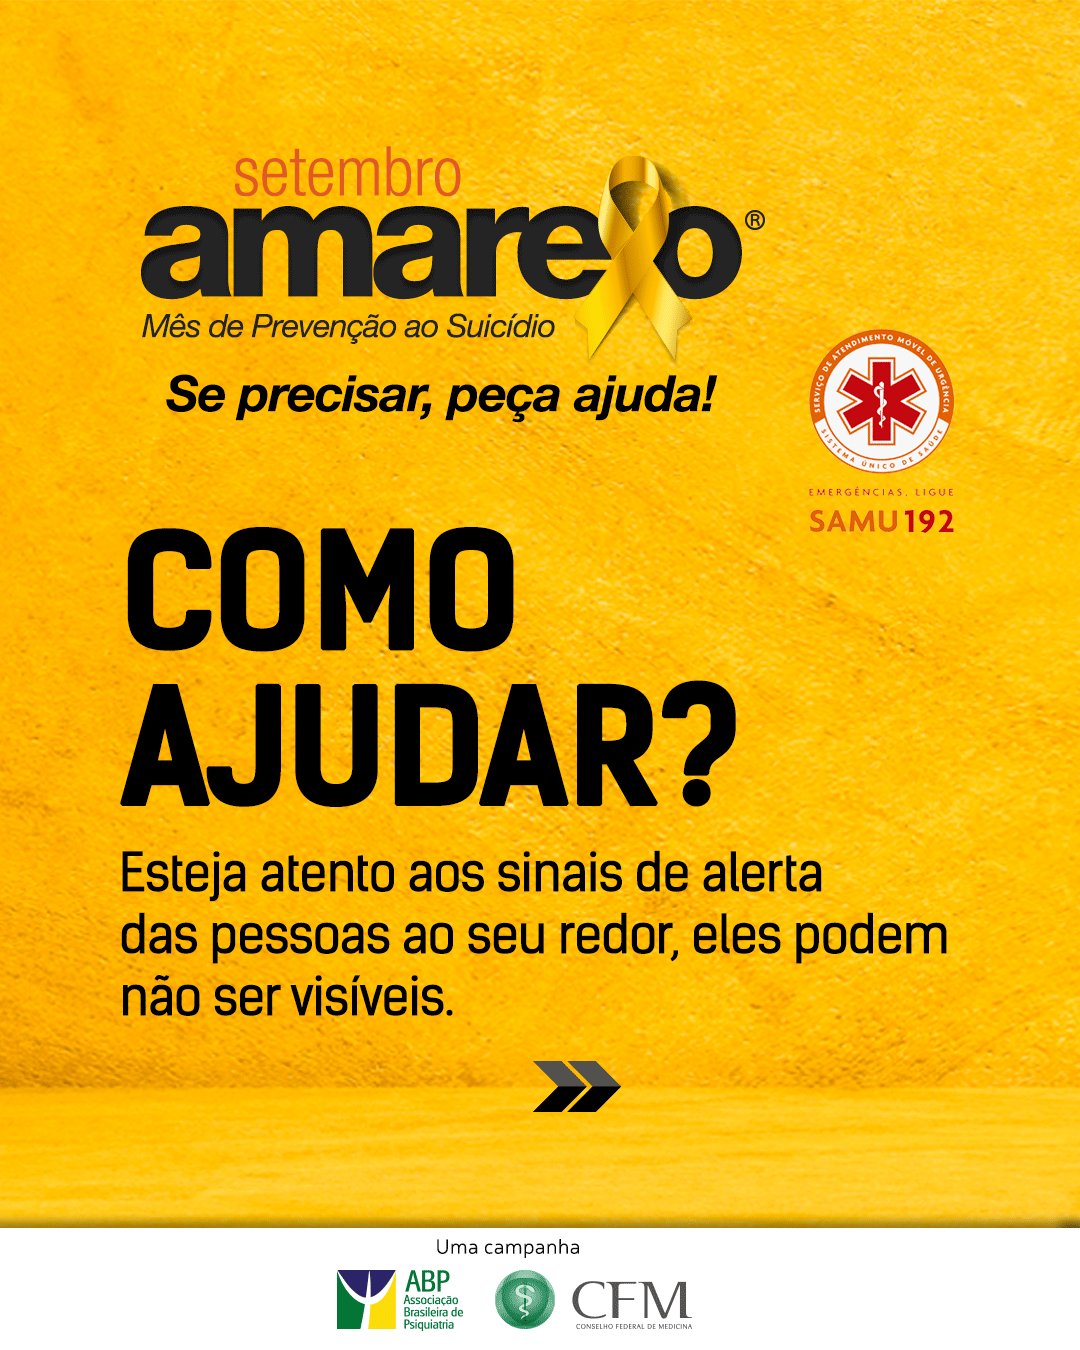 setembro
amarelo®
Mês de Prevenção ao Suicídio
Se precisar, peça ajuda!
SERVIÇO DE ATENDIMENTO MÓVEL DE URGÊNCIA
SISTEMA ÚNICO DE SAÚDE
EMERGÊNCIAS, LIGUE
SAMU 192
COMO
AJUDAR?
Esteja atento aos sinais de alerta
das pessoas ao seu redor, eles podem
não ser visíveis.
Uma campanha
ABP
Associação
Brasileira de
Psiquiatria
CFM
CONSELHO FEDERAL DE MEDICINA